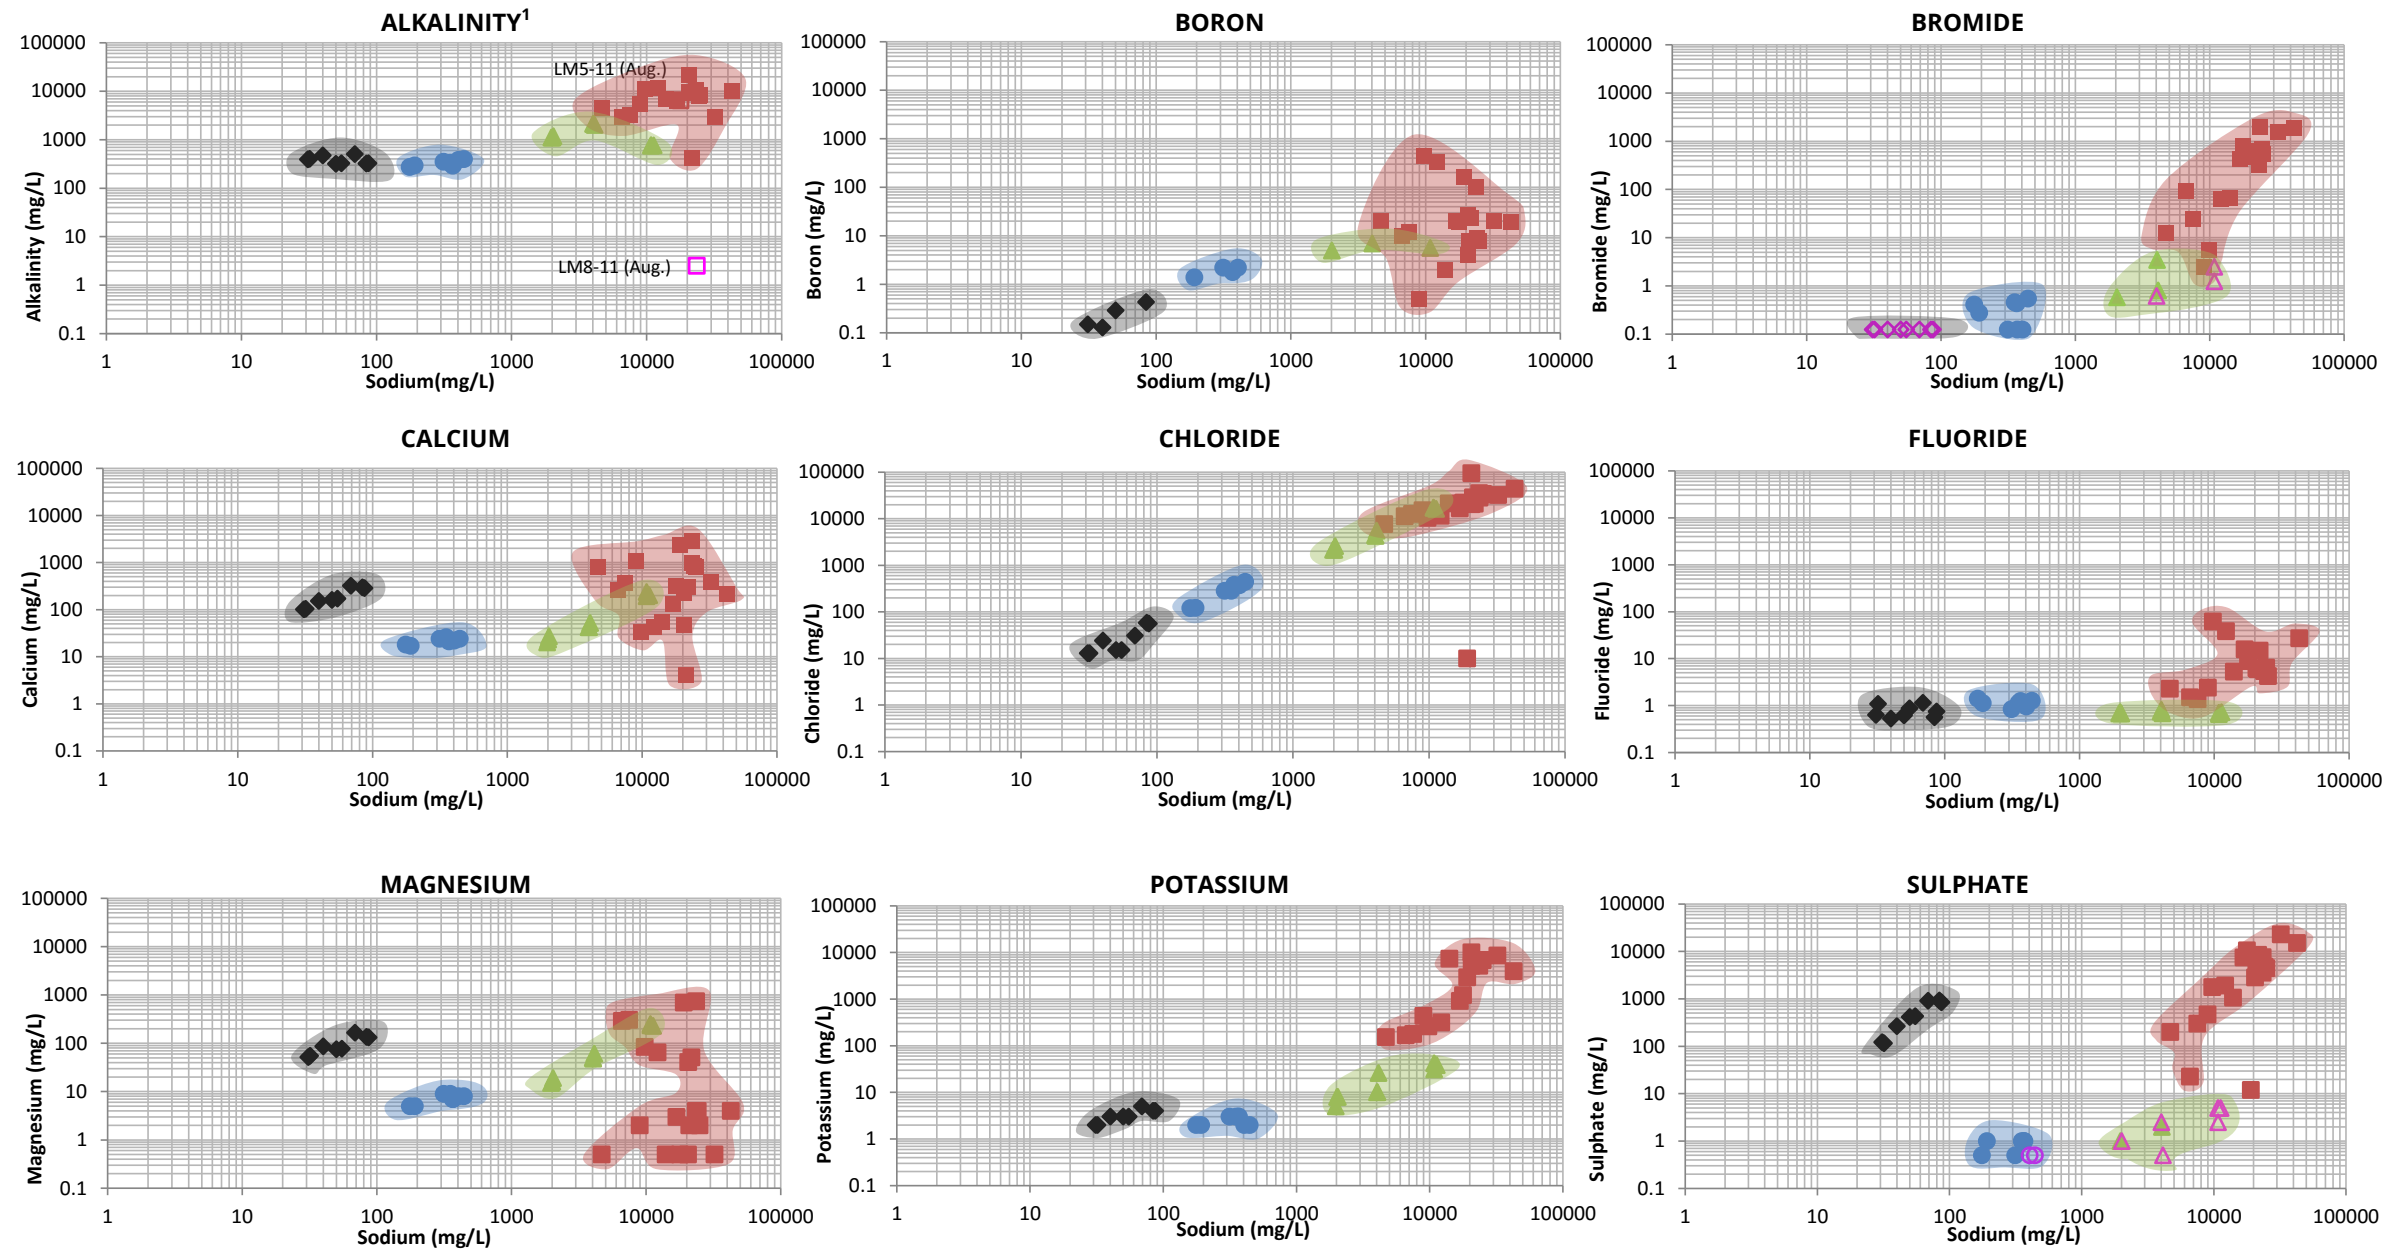 ALKALINITY¹
100000
10000
1000
100
10
1
0.1
Alkalinity (mg/L)
LM5-11 (Aug.)
LM8-11 (Aug.)
1 10 100 1000 10000 100000
Sodium(mg/L)
BORON
100000
10000
1000
100
10
1
0.1
Boron (mg/L)
1 10 100 1000 10000 100000
Sodium (mg/L)
BROMIDE
100000
10000
1000
100
10
1
0.1
Bromide (mg/L)
1 10 100 1000 10000 100000
Sodium (mg/L)
CALCIUM
100000
10000
1000
100
10
1
0.1
Calcium (mg/L)
1 10 100 1000 10000 100000
Sodium (mg/L)
CHLORIDE
100000
10000
1000
100
10
1
0.1
Chloride (mg/L)
1 10 100 1000 10000 100000
Sodium (mg/L)
FLUORIDE
100000
10000
1000
100
10
1
0.1
Fluoride (mg/L)
1 10 100 1000 10000 100000
Sodium (mg/L)
MAGNESIUM
100000
10000
1000
100
10
1
0.1
Magnesium (mg/L)
1 10 100 1000 10000 100000
Sodium (mg/L)
POTASSIUM
100000
10000
1000
100
10
1
0.1
Potassium (mg/L)
1 10 100 1000 10000 100000
Sodium (mg/L)
SULPHATE
100000
10000
1000
100
10
1
0.1
Sulphate (mg/L)
1 10 100 1000 10000 100000
Sodium (mg/L)